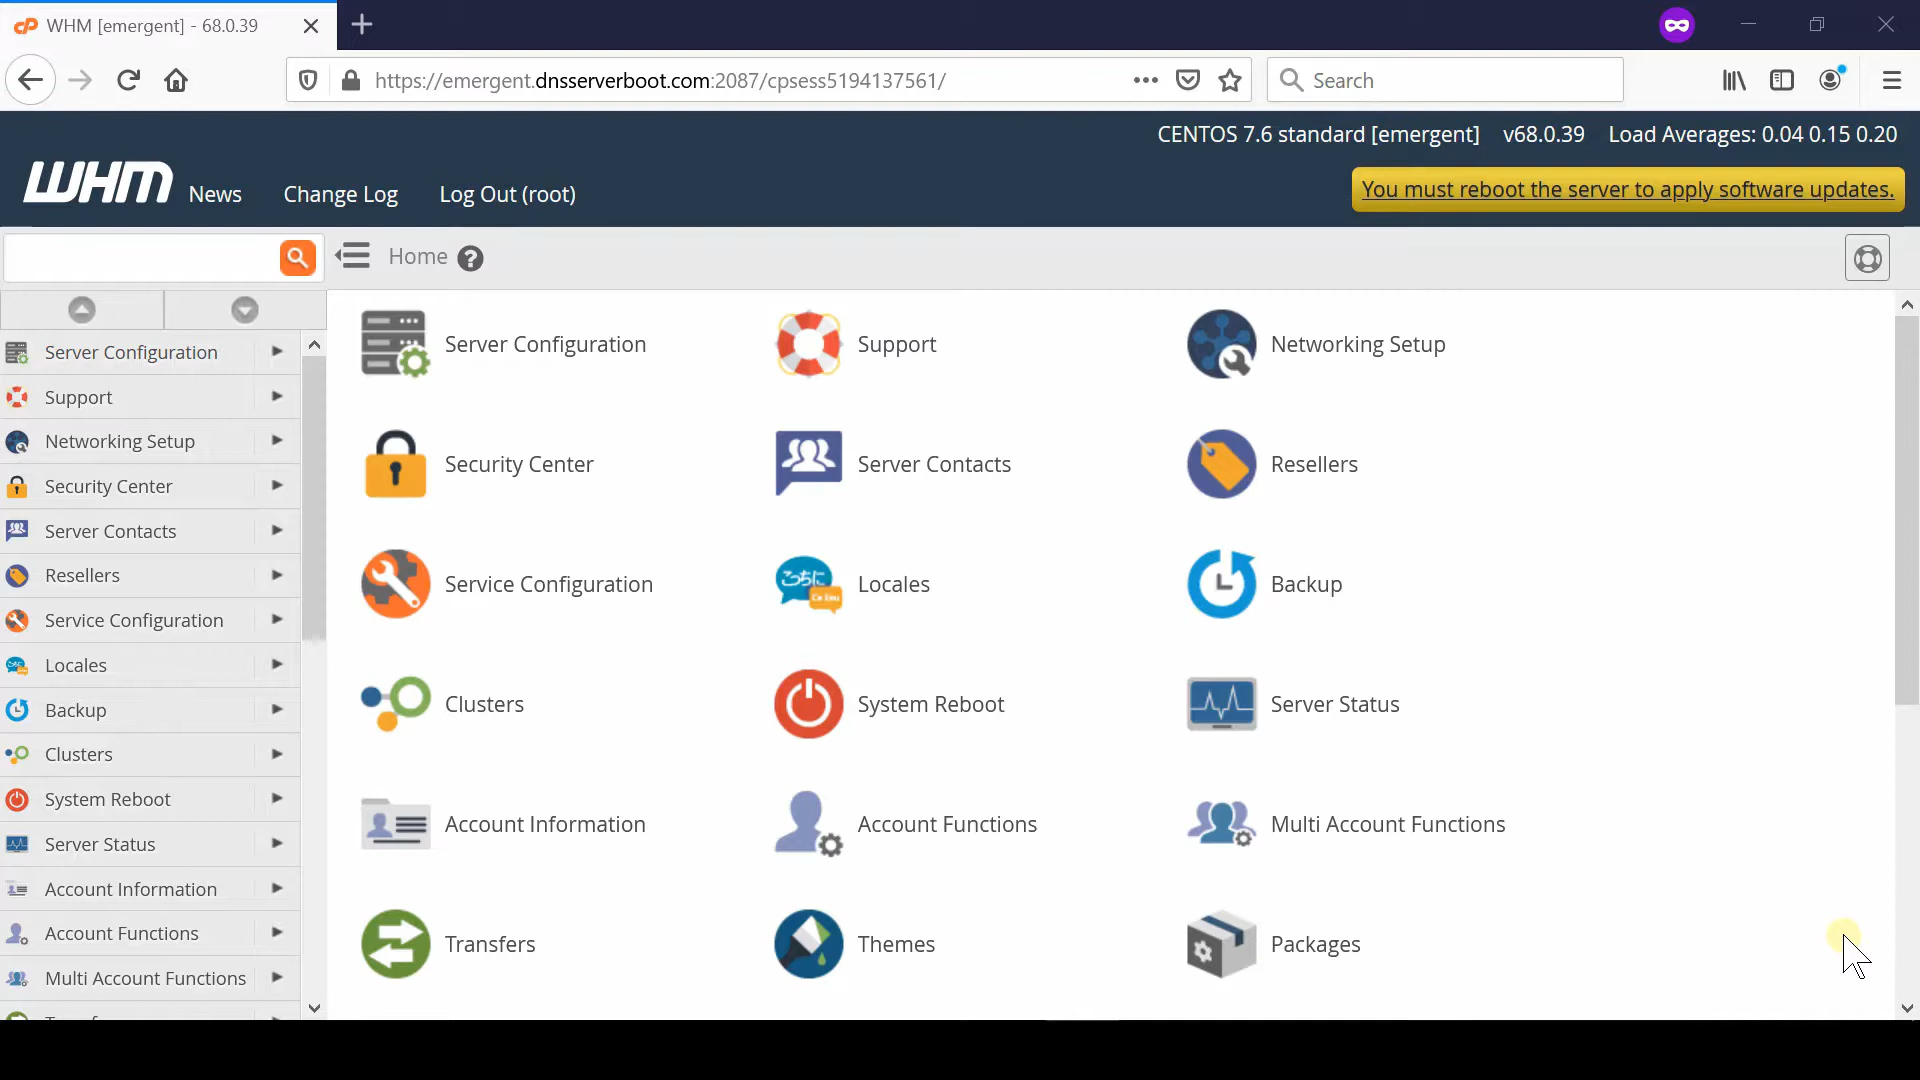 WHM [emergent] - 68.0.39
https://emergent.dnsserverboot.com:2087/cpsess5194137561/
Search
CENTOS 7.6 standard [emergent] v68.0.39 Load Averages: 0.04 0.15 0.20
WHM News Change Log Log Out (root)
You must reboot the server to apply software updates.
Home
Server Configuration
Support
Networking Setup
Security Center
Server Contacts
Resellers
Service Configuration
Locales
Backup
Clusters
System Reboot
Server Status
Account Information
Account Functions
Multi Account Functions
Server Configuration
Support
Networking Setup
Security Center
Server Contacts
Resellers
Service Configuration
Locales
Backup
Clusters
System Reboot
Server Status
Account Information
Account Functions
Multi Account Functions
Transfers
Themes
Packages